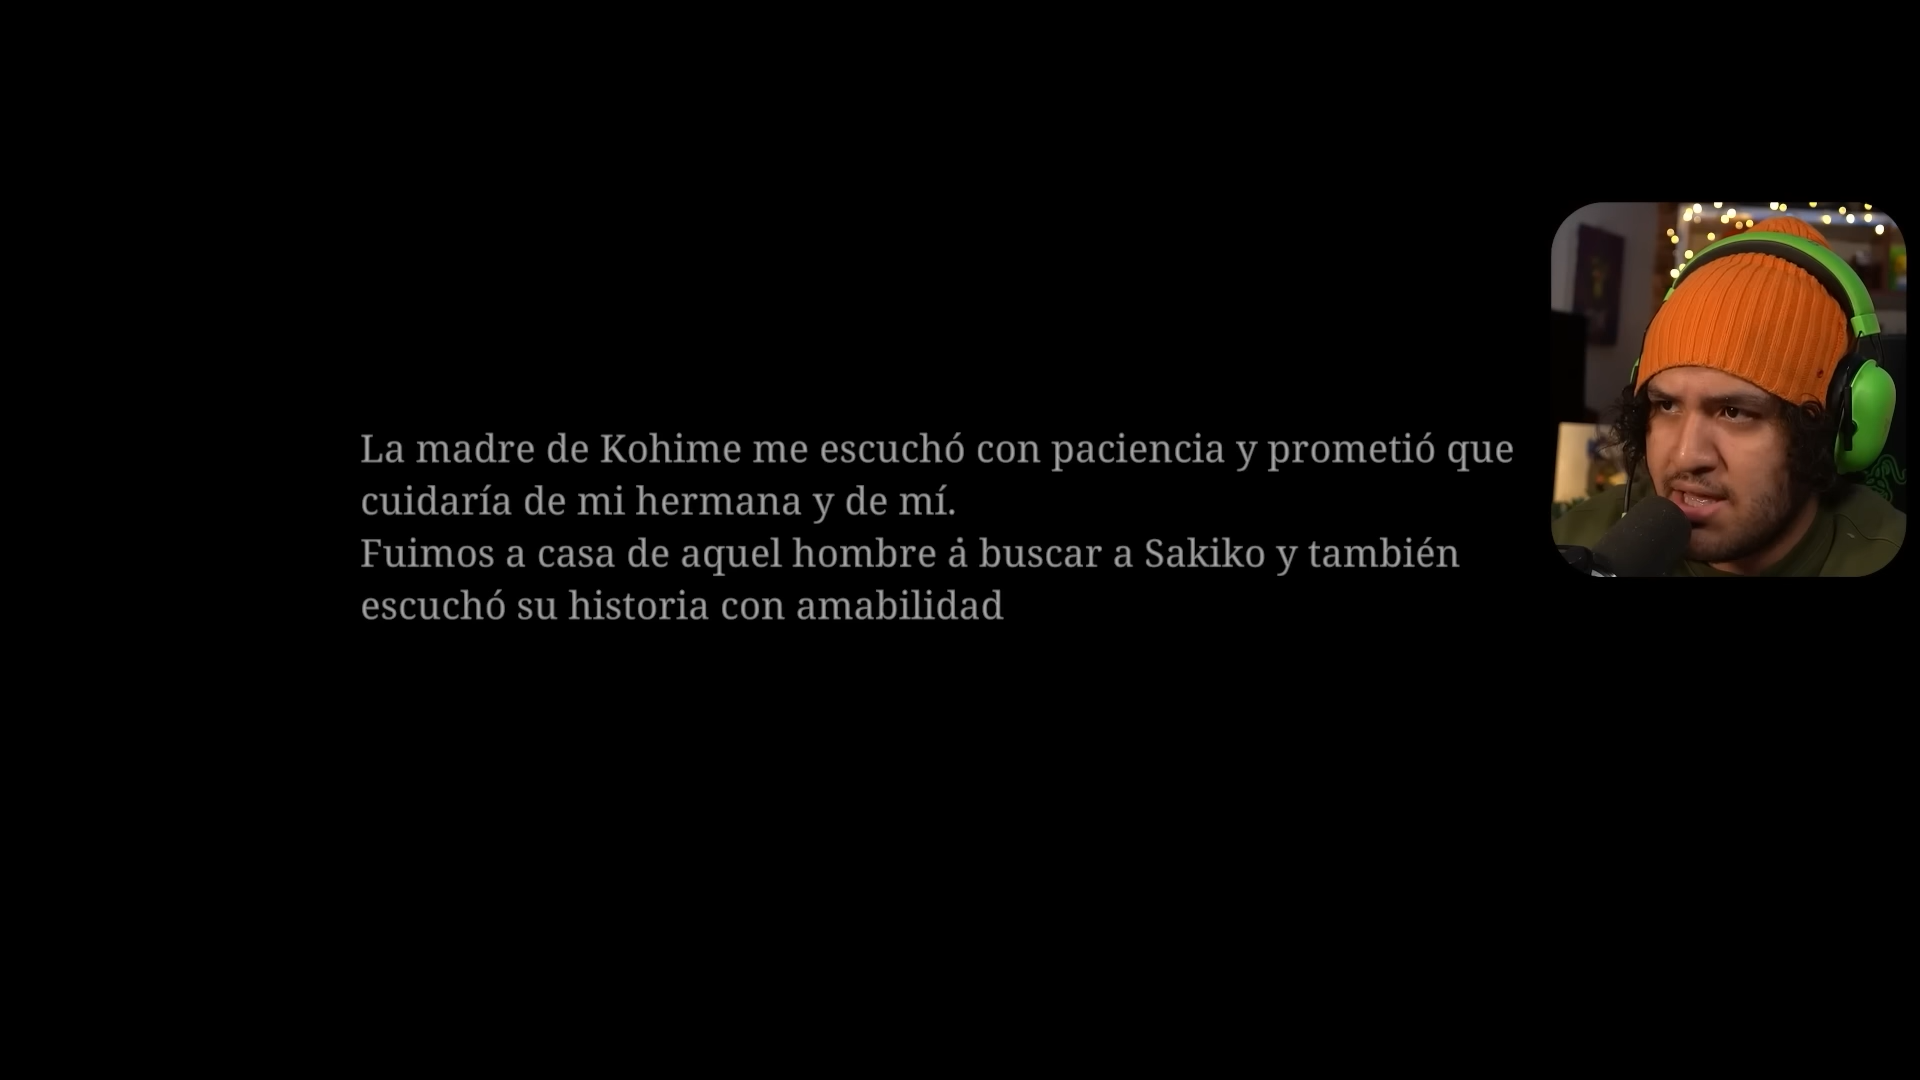 La madre de Kohime me escuchó con paciencia y prometió que
cuidaría de mi hermana y de mí.
Fuimos a casa de aquel hombre ȧ buscar a Sakiko y también
escuchó su historia con amabilidad